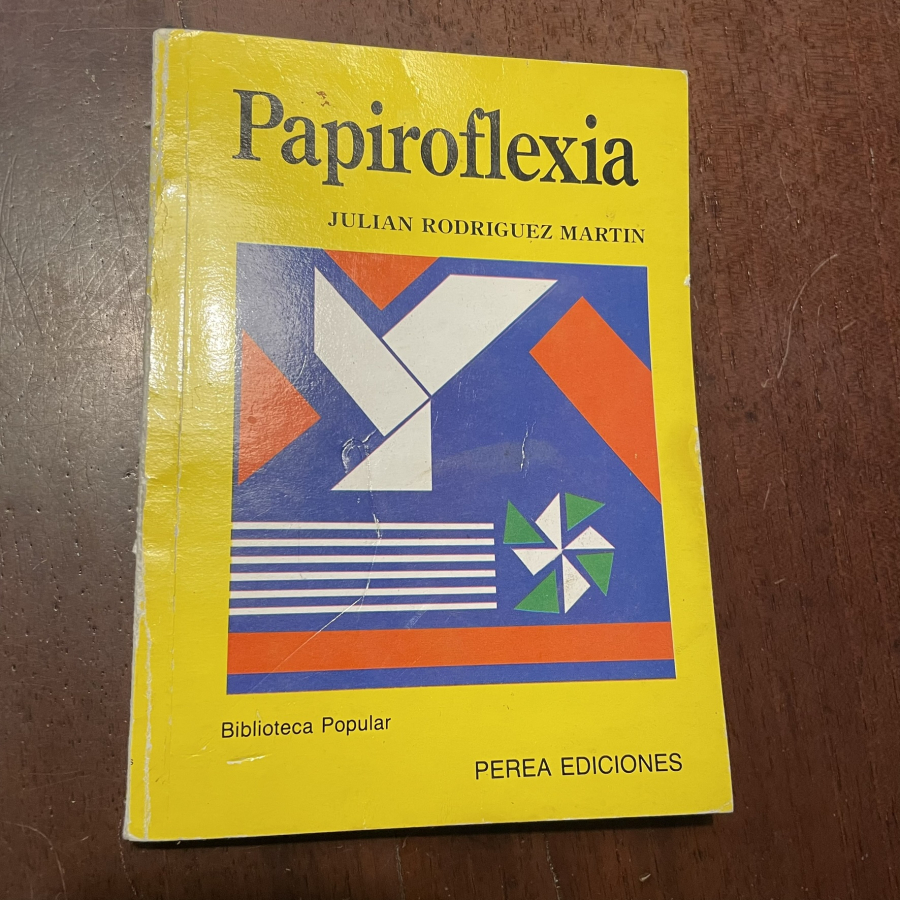 Papiroflexia
JULIAN RODRIGUEZ MARTIN
Biblioteca Popular
PEREA EDICIONES